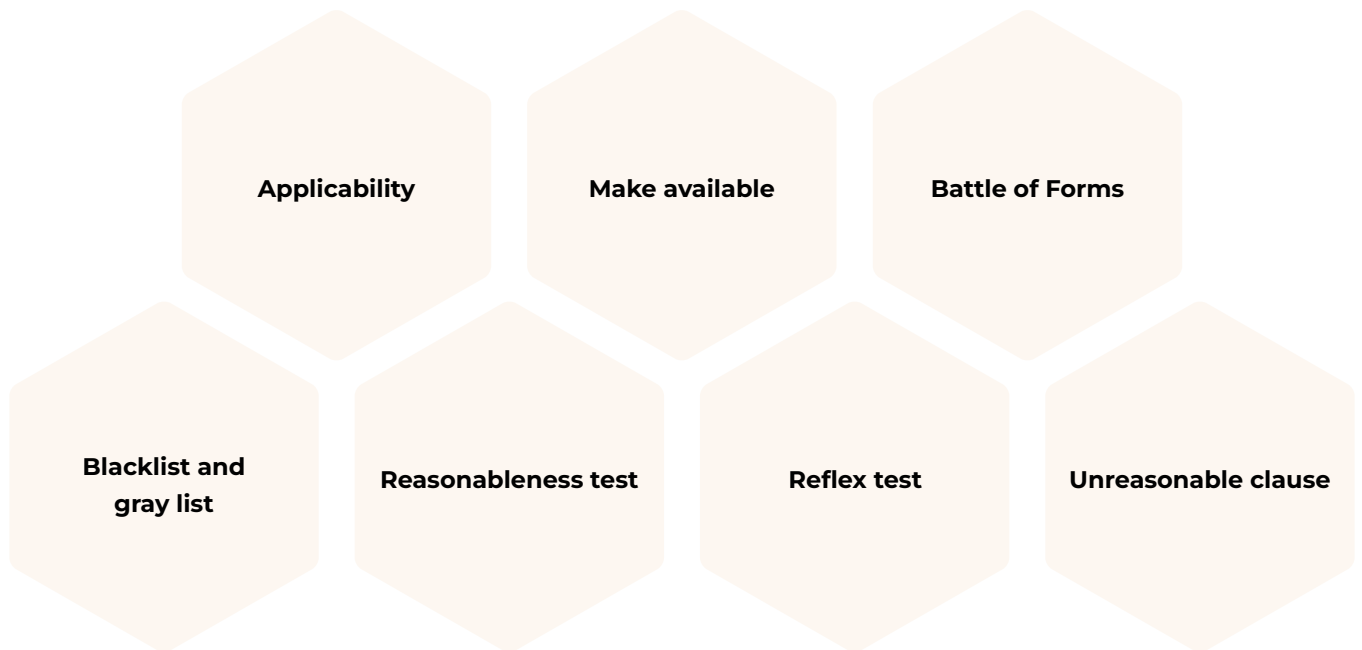 Applicability
Make available
Battle of Forms
Blacklist and
gray list
Reasonableness test
Reflex test
Unreasonable clause